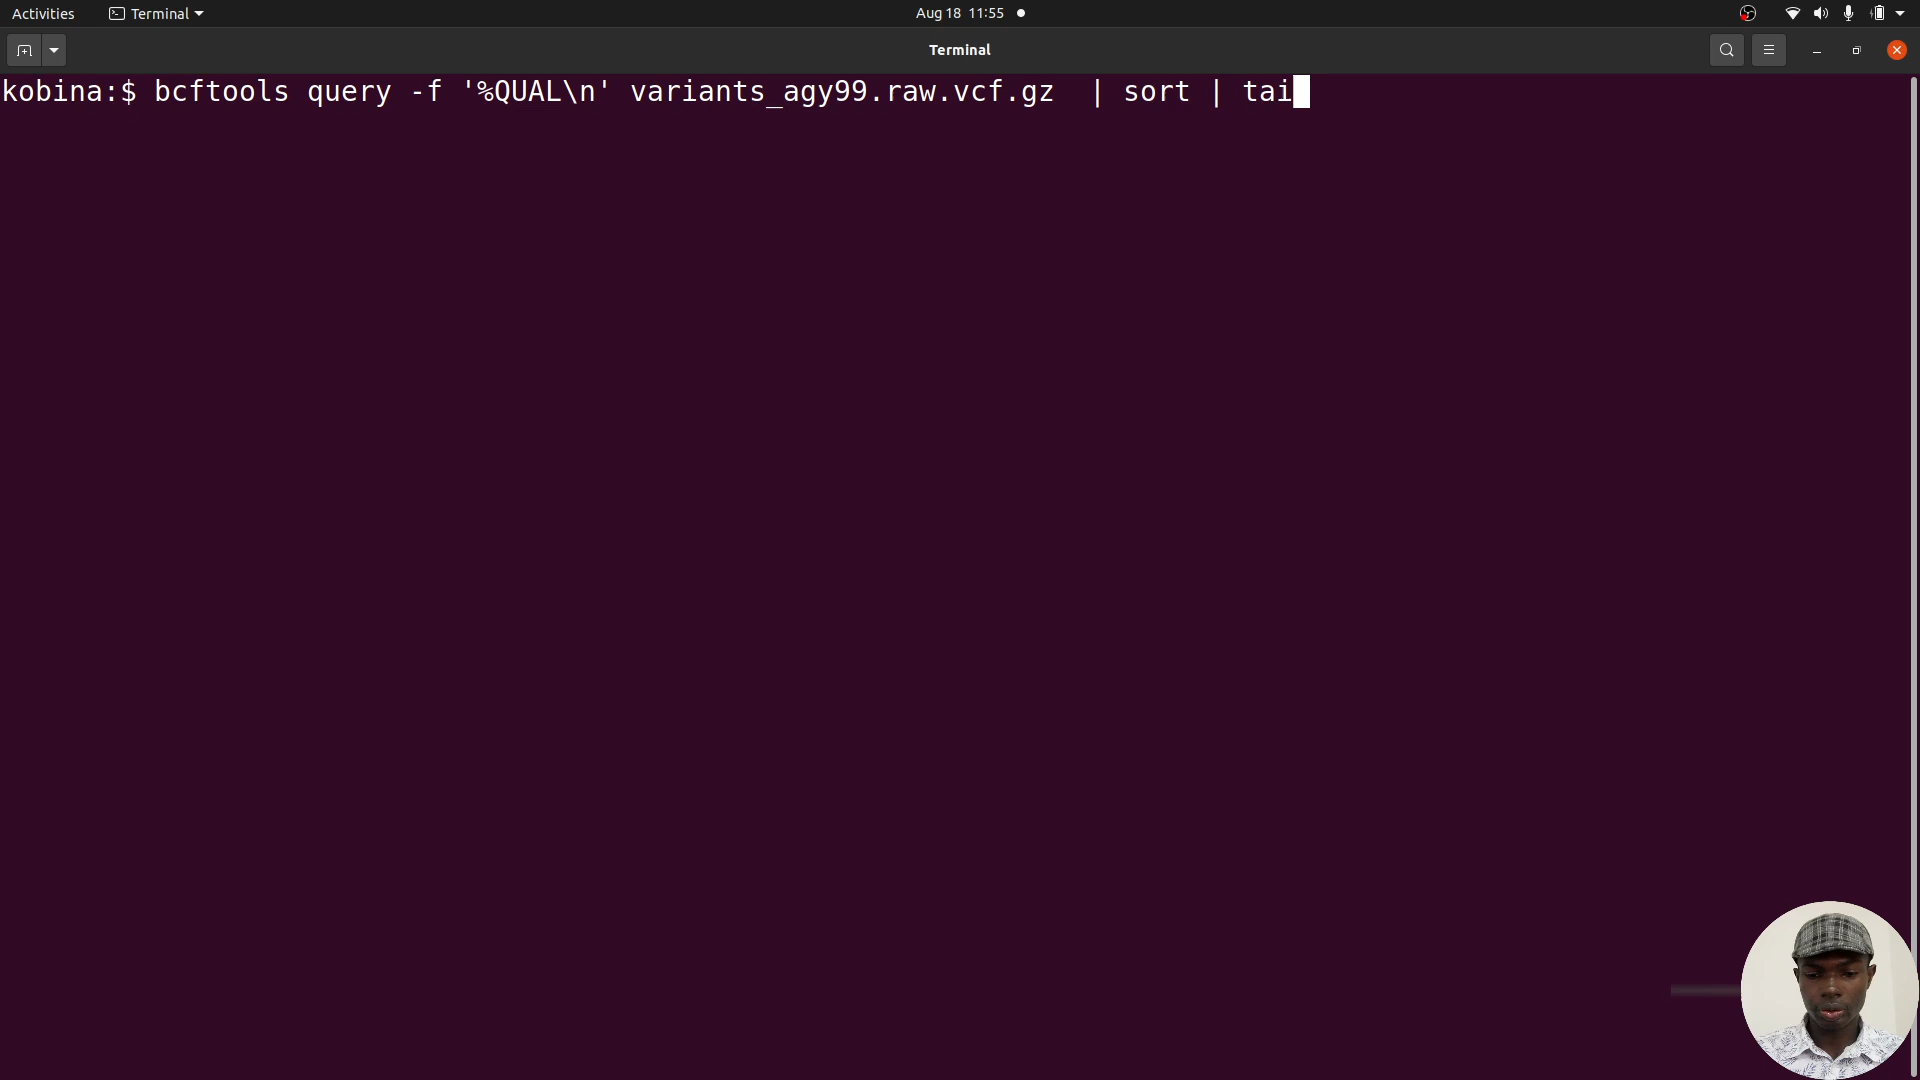 Activities
Terminal
Aug 18 11:55
Terminal
kobina:$ bcftools query -f '%QUAL\n' variants_agy99.raw.vcf.gz  | sort | tai